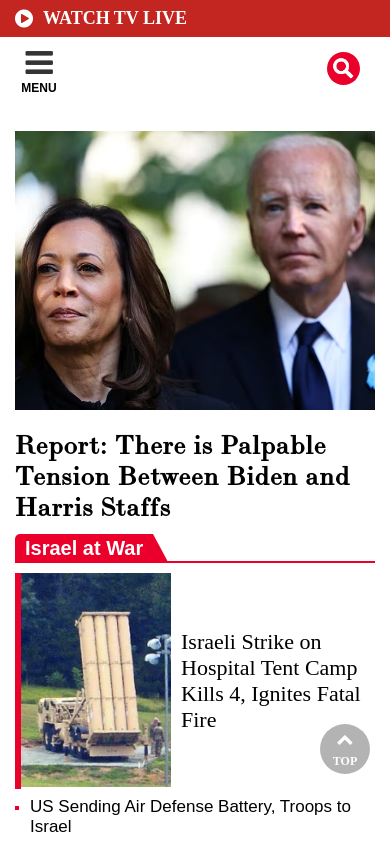 WATCH TV LIVE
MENU
Report: There is Palpable
Tension Between Biden and
Harris Staffs
Israel at War
Israeli Strike on
Hospital Tent Camp
Kills 4, Ignites Fatal
Fire
TOP
US Sending Air Defense Battery, Troops to
Israel